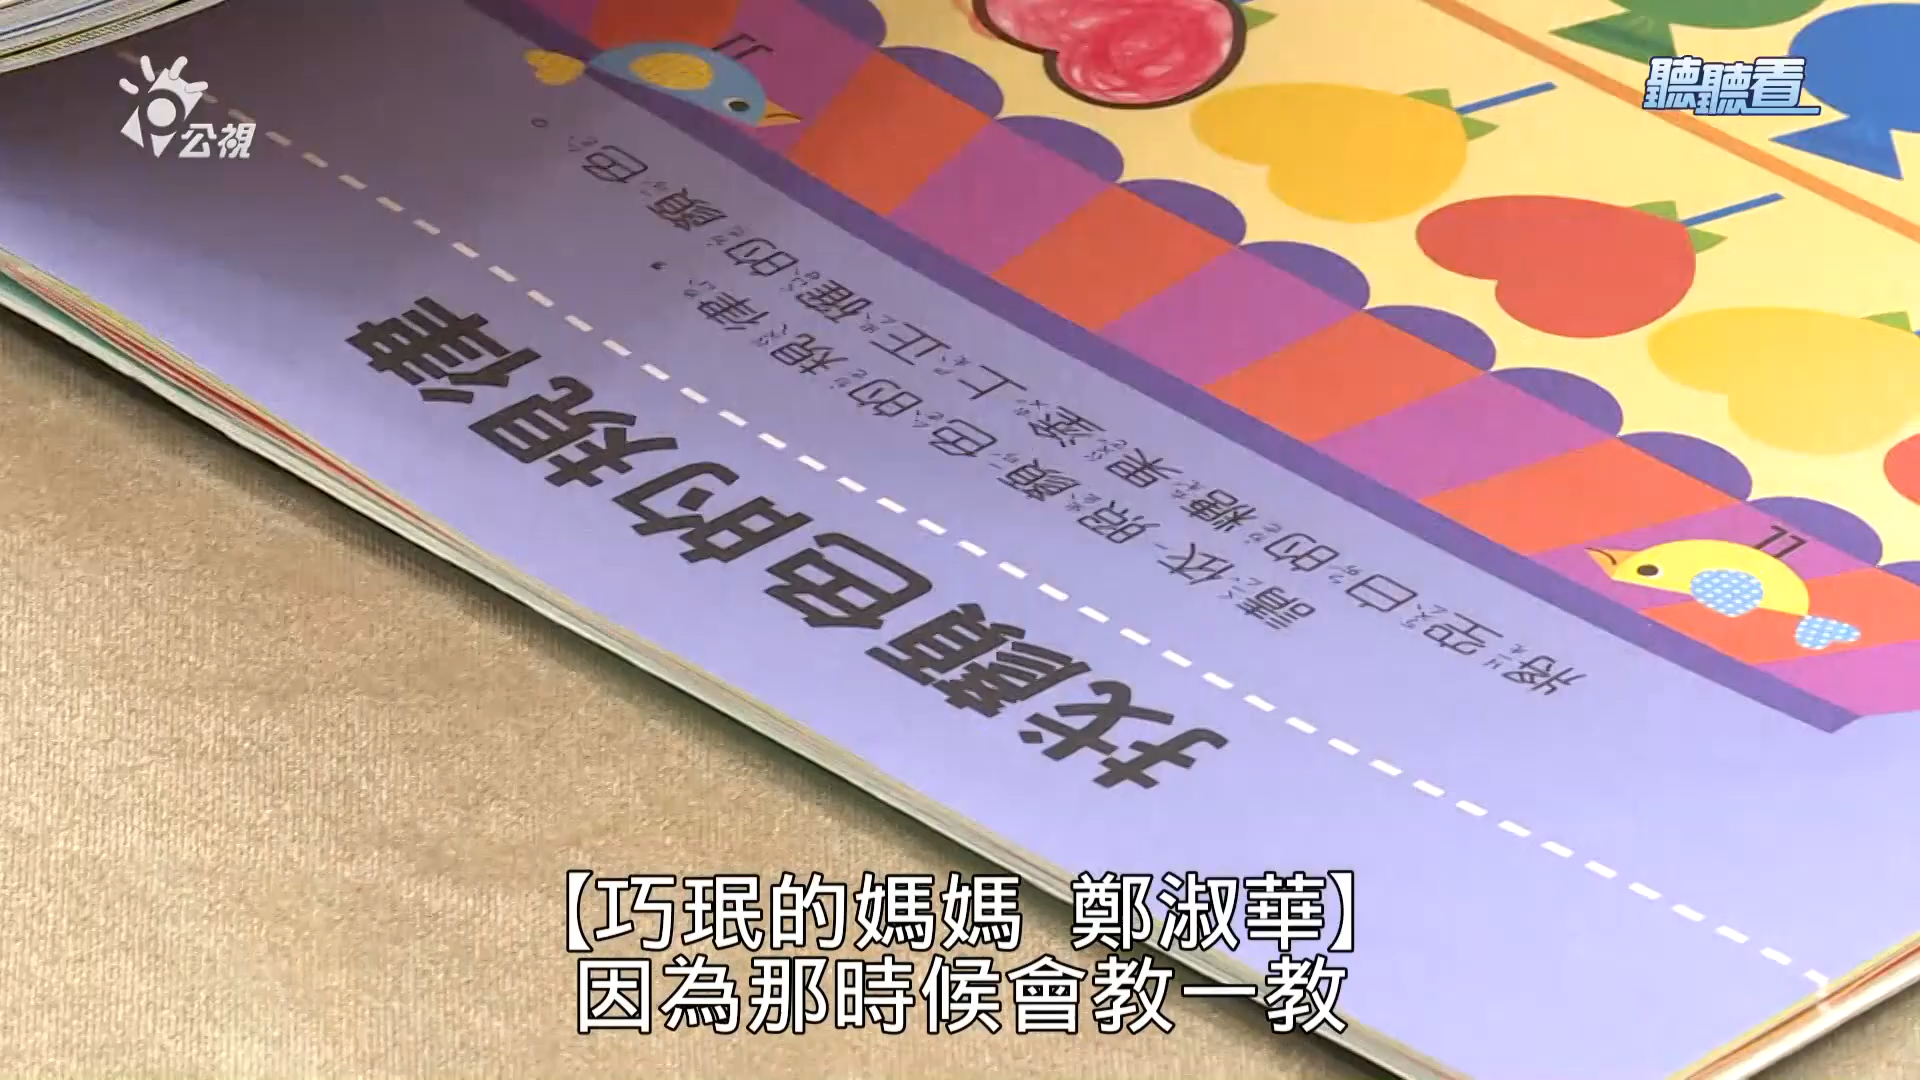 公視
聽聽看
找顏色的規律
請依照顏色的規律，
將空白的糖果塗上正確的顏色。
【巧珉的媽媽 鄭淑華】
因為那時候會教一教